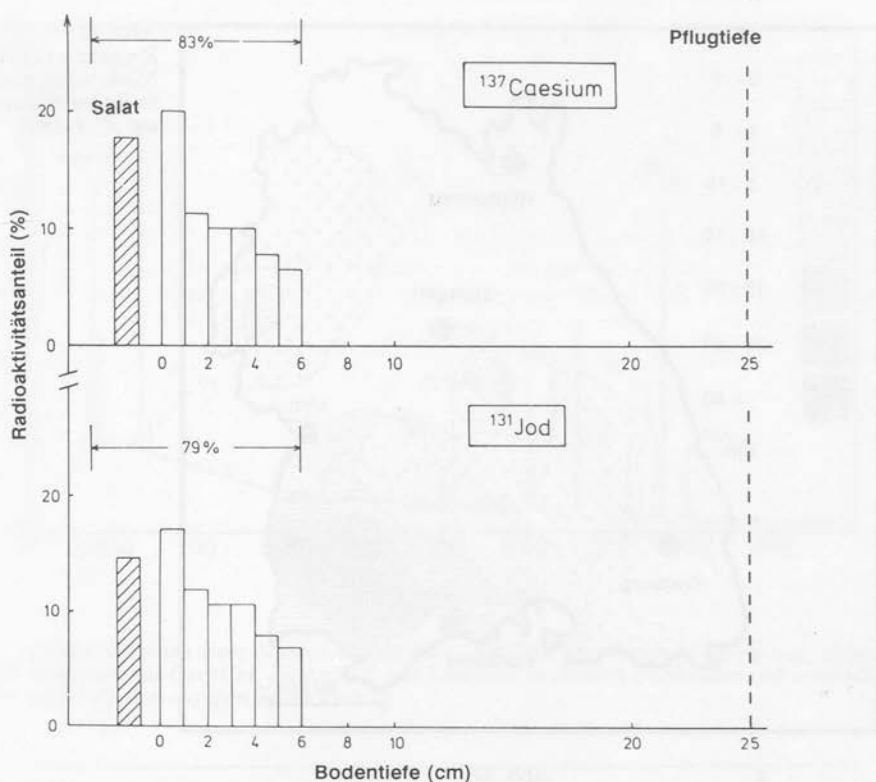 83%
Pflugtiefe
137Caesium
Salat
20
10
0
0 2 4 6 8 10 20 25
Radioaktivitätsanteil (%)
131Jod
79%
20
10
0
0 2 4 6 8 10 20 25
Bodentiefe (cm)